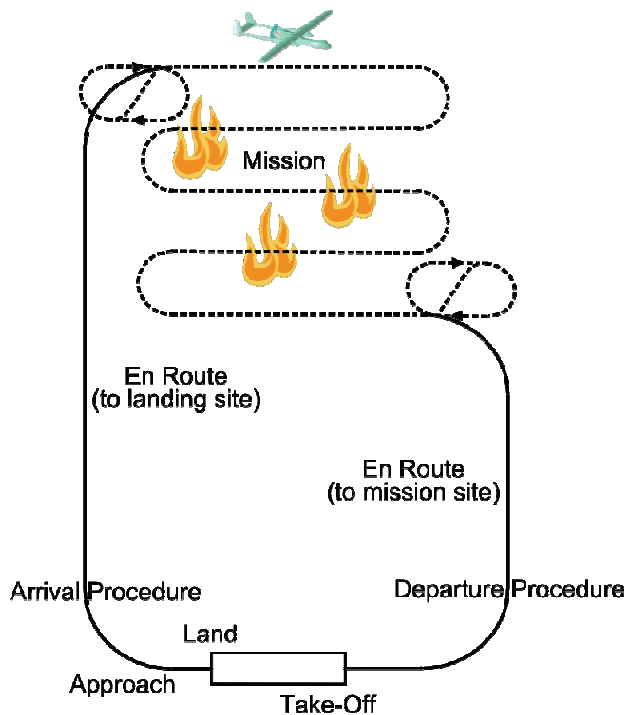 Mission
En Route
(to landing site)
En Route
(to mission site)
Arrival Procedure
Departure Procedure
Land
Approach
Take-Off